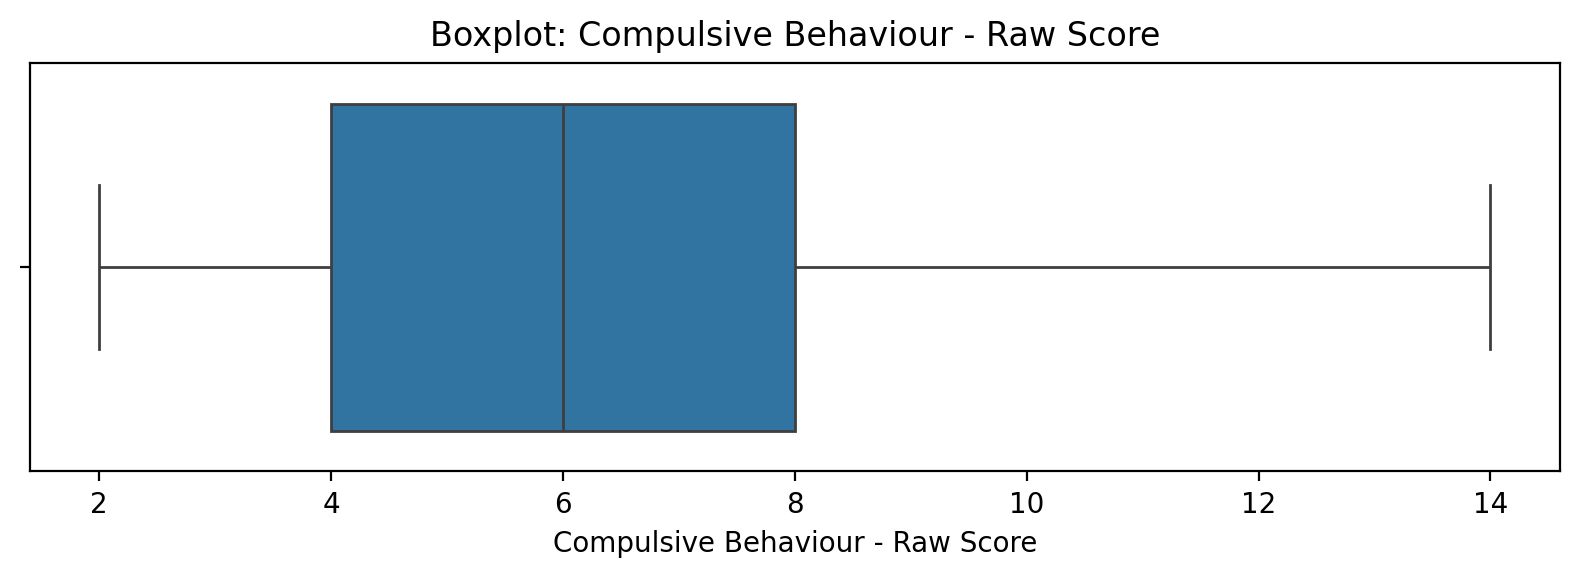 Boxplot: Compulsive Behaviour - Raw Score
2 4 6 8 10 12 14
Compulsive Behaviour - Raw Score